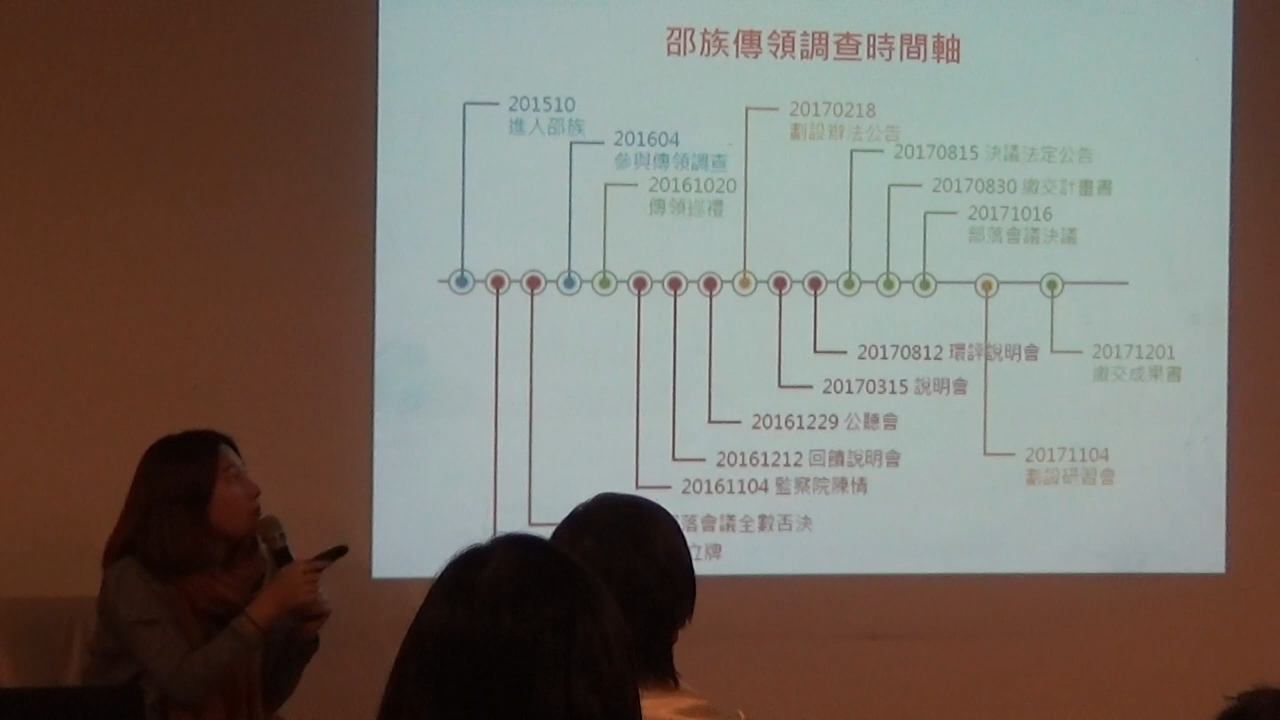 邵族傳領調查時間軸
201510
進入邵族
201604
參與傳領調查
20161020
傳領巡禮
20170218
劃設辦法公告
20170815 決議法定公告
20170830 繳交計畫書
20171016
部落會議決議
20170812 環評說明會
20170315 說明會
20161229 公聽會
20161212 回饋說明會
20161104 監察院陳情
落會議全數否決
立牌
20171104
劃設研習會
20171201
繳交成果書